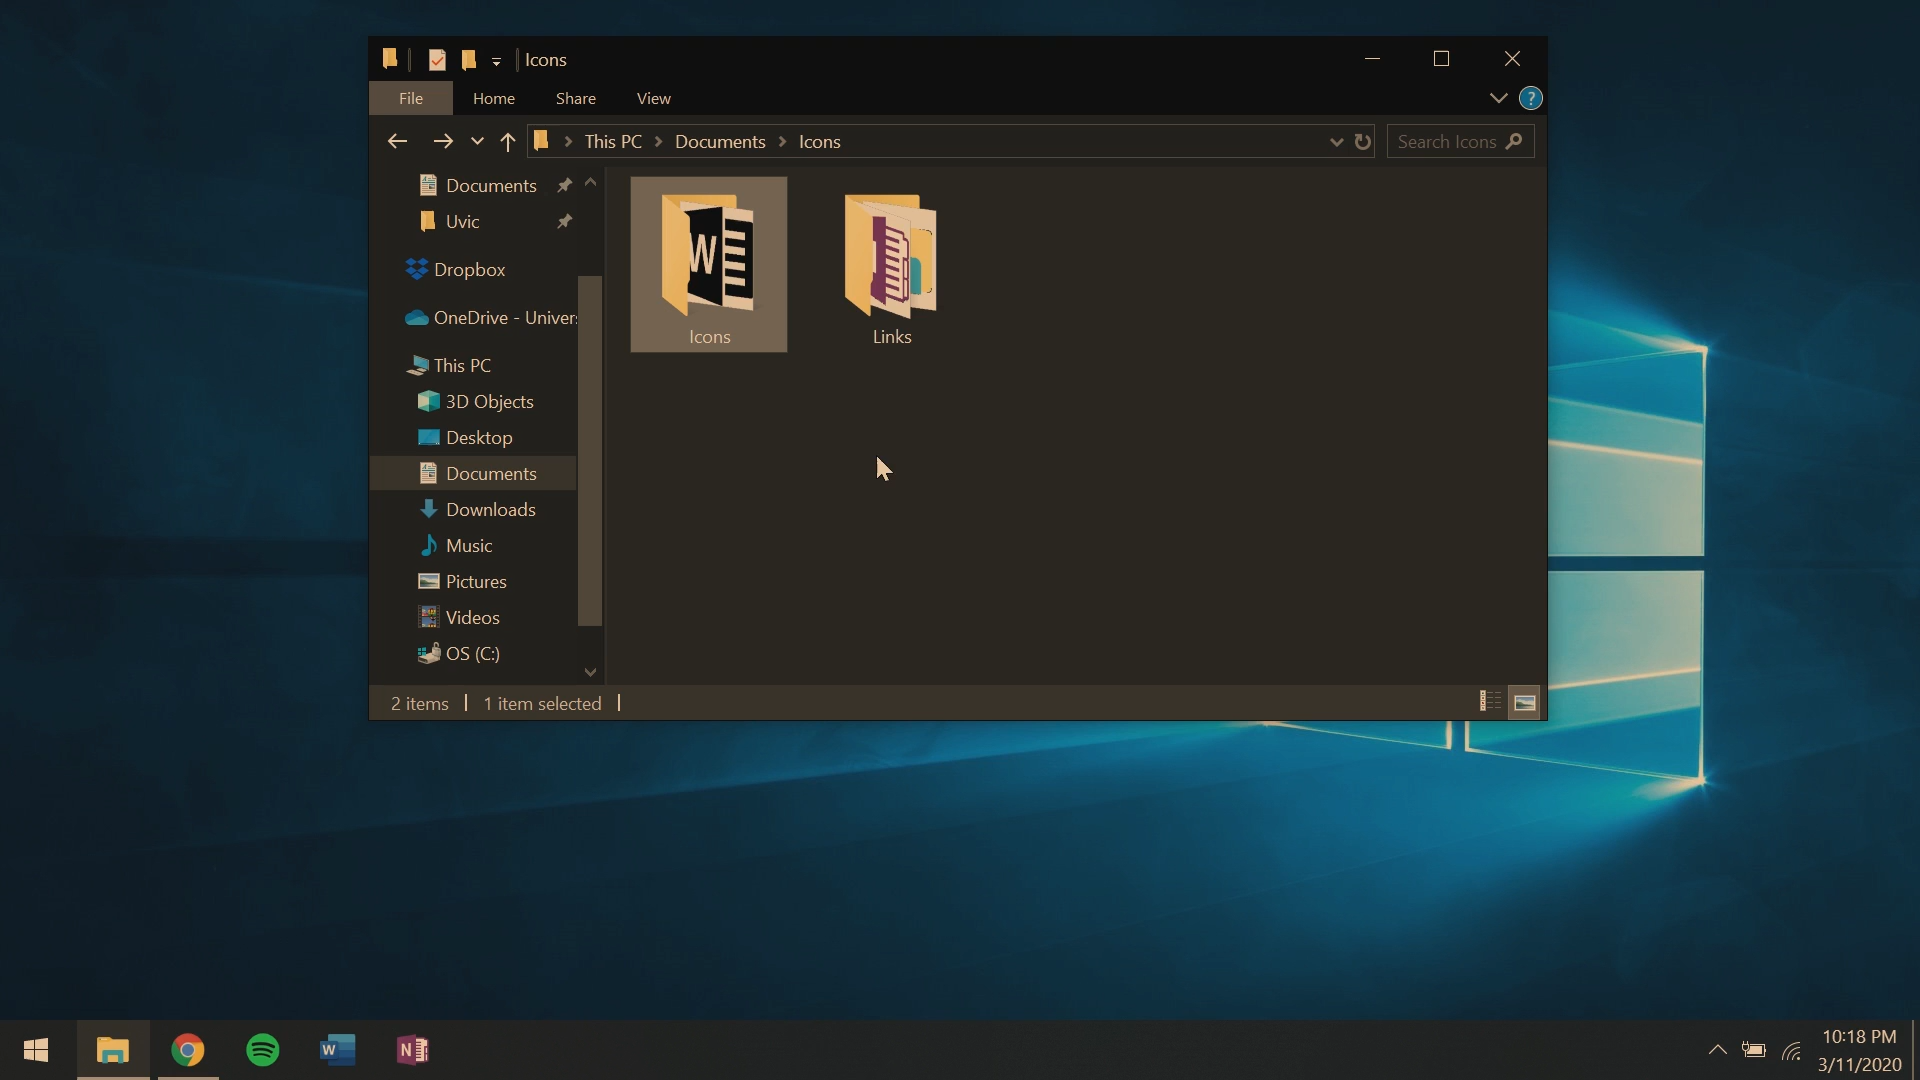 Icons
File Home Share View
?
This PC Documents Icons
Search Icons
Documents
Uvic
Dropbox
OneDrive - Univer
This PC
3D Objects
Desktop
Documents
Downloads
Music
Pictures
Videos
OS (C:)
W
Icons
Links
2 items 1 item selected
W
N
10:18 PM
3/11/2020